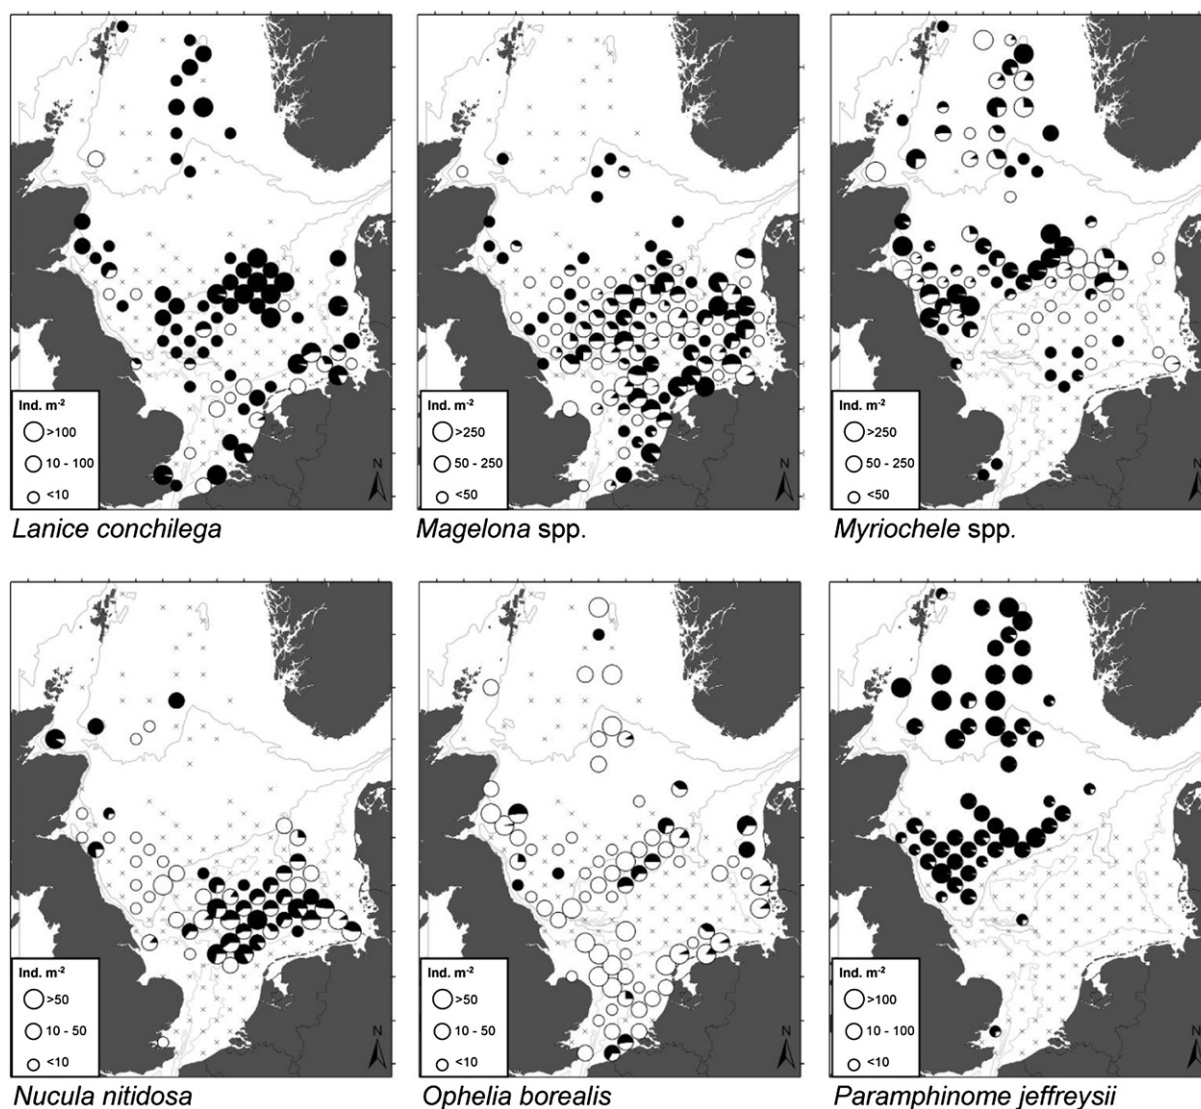 Ind. m⁻²
>100
10 - 100
<10
N
Lanice conchilega
Ind. m⁻²
>250
50 - 250
<50
N
Magelona spp.
Ind. m⁻²
>250
50 - 250
<50
N
Myriochele spp.
Ind. m⁻²
>50
10 - 50
<10
N
Nucula nitidosa
Ind. m⁻²
>50
10 - 50
<10
N
Ophelia borealis
Ind. m⁻²
>100
10 - 100
<10
N
Paramphinome jeffreysii